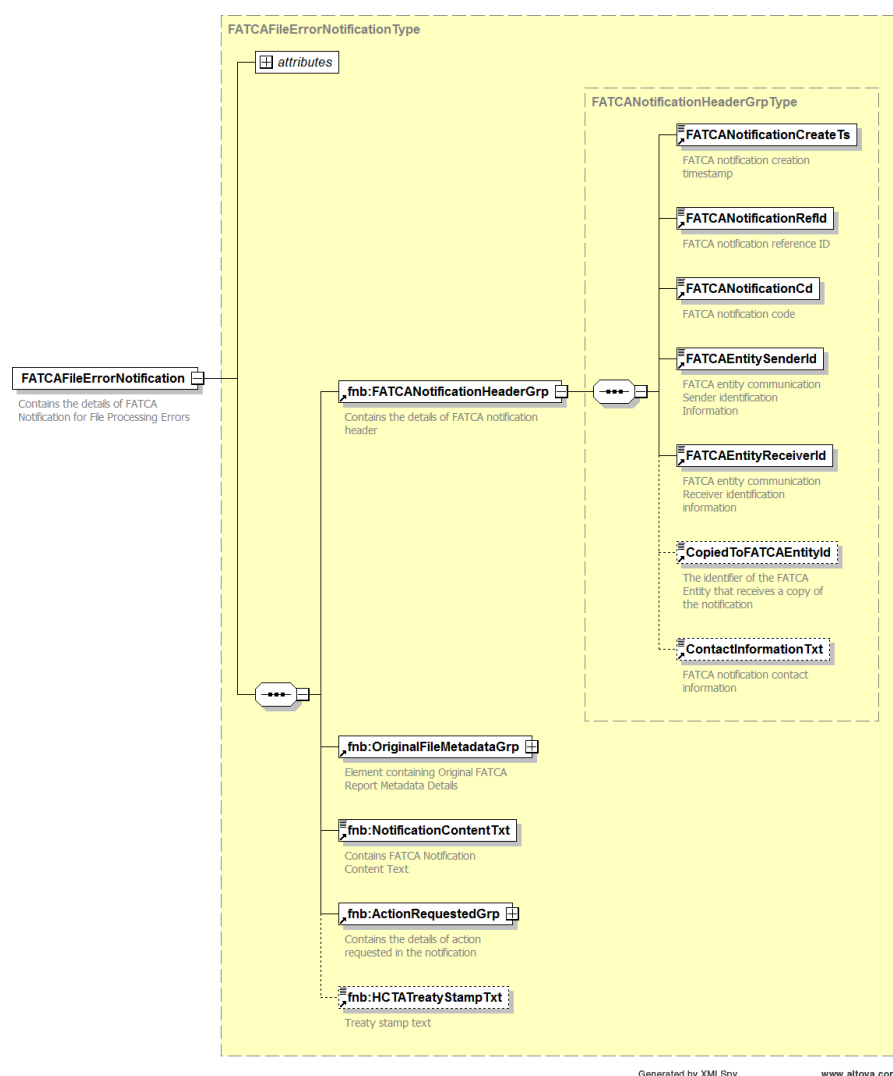 FATCAFileErrorNotificationType
attributes
FATCANotificationHeaderGrpType
FATCANotificationCreateTs
FATCA notification creation
timestamp
FATCANotificationRefId
FATCA notification reference ID
FATCANotificationCd
FATCA notification code
FATCAEntitySenderId
FATCA entity communication
Sender identification
Information
FATCAFileErrorNotification
Contains the details of FATCA
Notification for File Processing Errors
fnb:FATCANotificationHeaderGrp
Contains the details of FATCA notification
header
FATCAEntityReceiverId
FATCA entity communication
Receiver identification
information
CopiedToFATCAEntityId
The identifier of the FATCA
Entity that receives a copy of
the notification
ContactInformationTxt
FATCA notification contact
information
fnb:OriginalFileMetadataGrp
Element containing Original FATCA
Report Metadata Details
fnb:NotificationContentTxt
Contains FATCA Notification
Content Text
fnb:ActionRequestedGrp
Contains the details of action
requested in the notification
fnb:HCTATreatyStampTxt
Treaty stamp text
Generated by XMLSpy